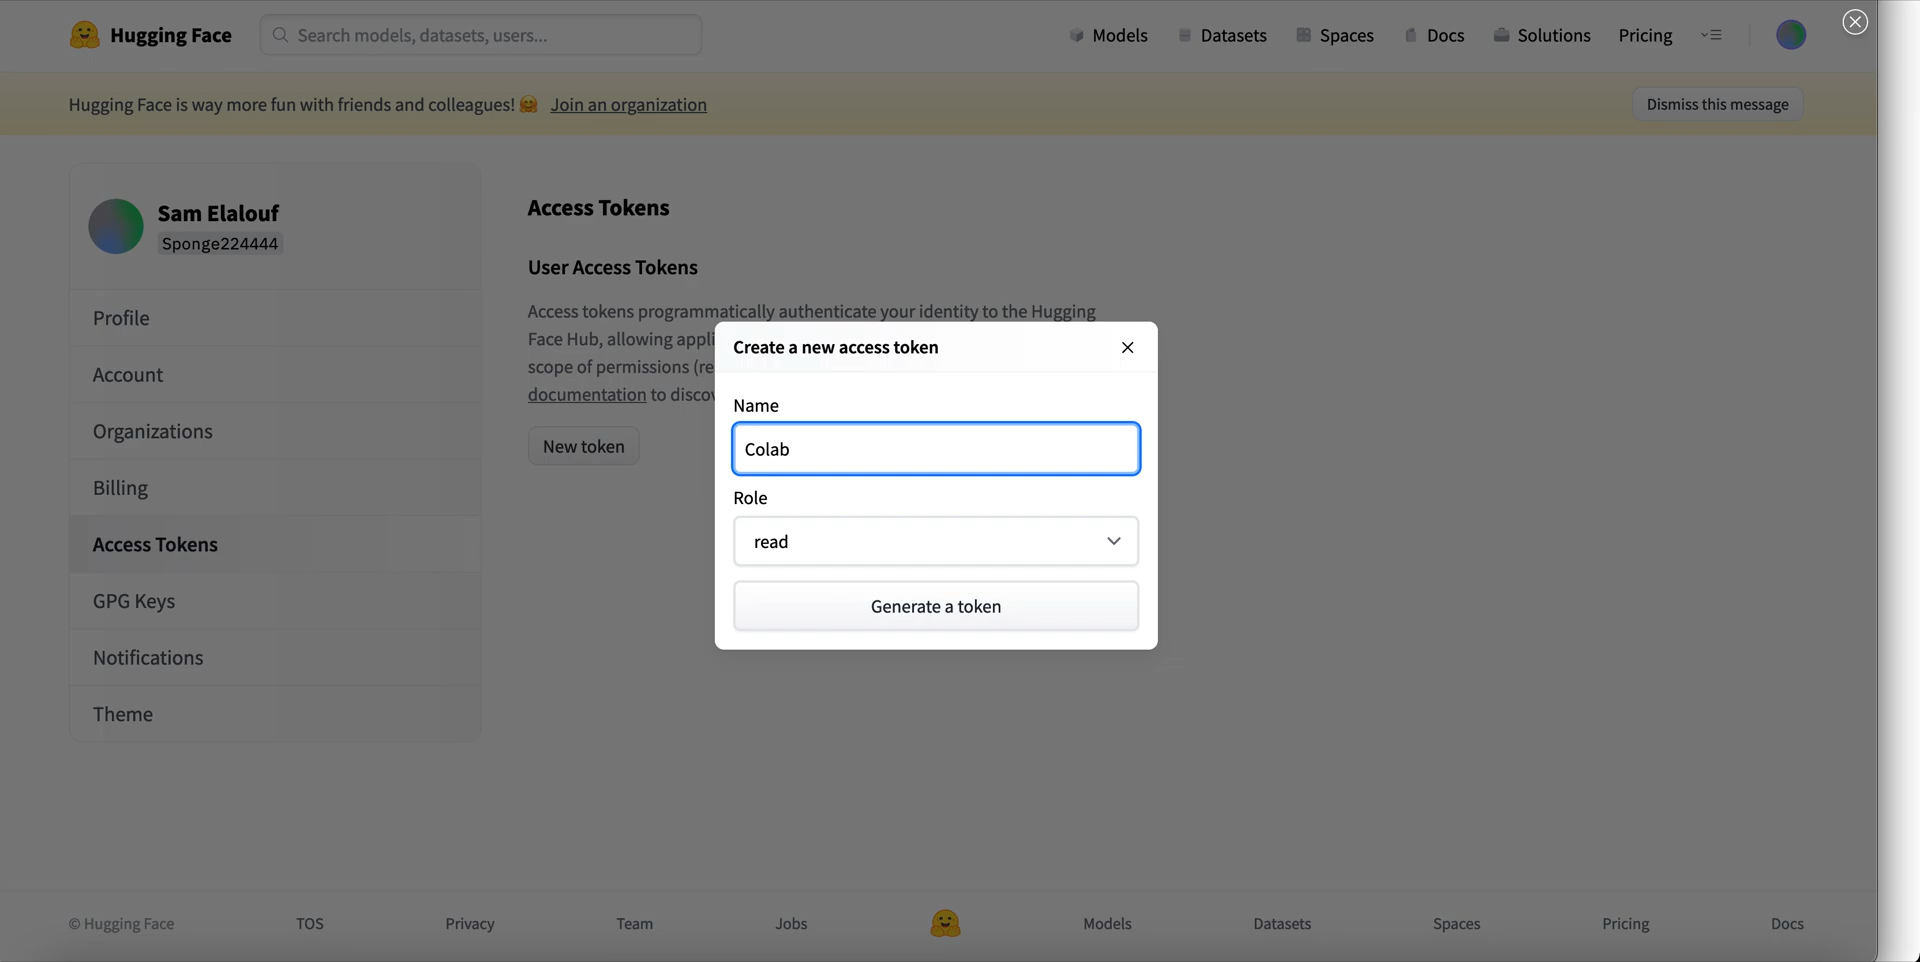 Hugging Face
Search models, datasets, users...
Models
Datasets
Spaces
Docs
Solutions
Pricing
Hugging Face is way more fun with friends and colleagues! 🤗 Join an organization
Dismiss this message
Sam Elalouf
Sponge224444
Profile
Account
Organizations
Billing
Access Tokens
GPG Keys
Notifications
Theme
Access Tokens
User Access Tokens
Access tokens programmatically authenticate your identity to the Hugging
Face Hub, allowing appli
scope of permissions (re
documentation to disco
New token
Create a new access token
Name
Colab
Role
read
Generate a token
© Hugging Face
TOS
Privacy
Team
Jobs
Models
Datasets
Spaces
Pricing
Docs